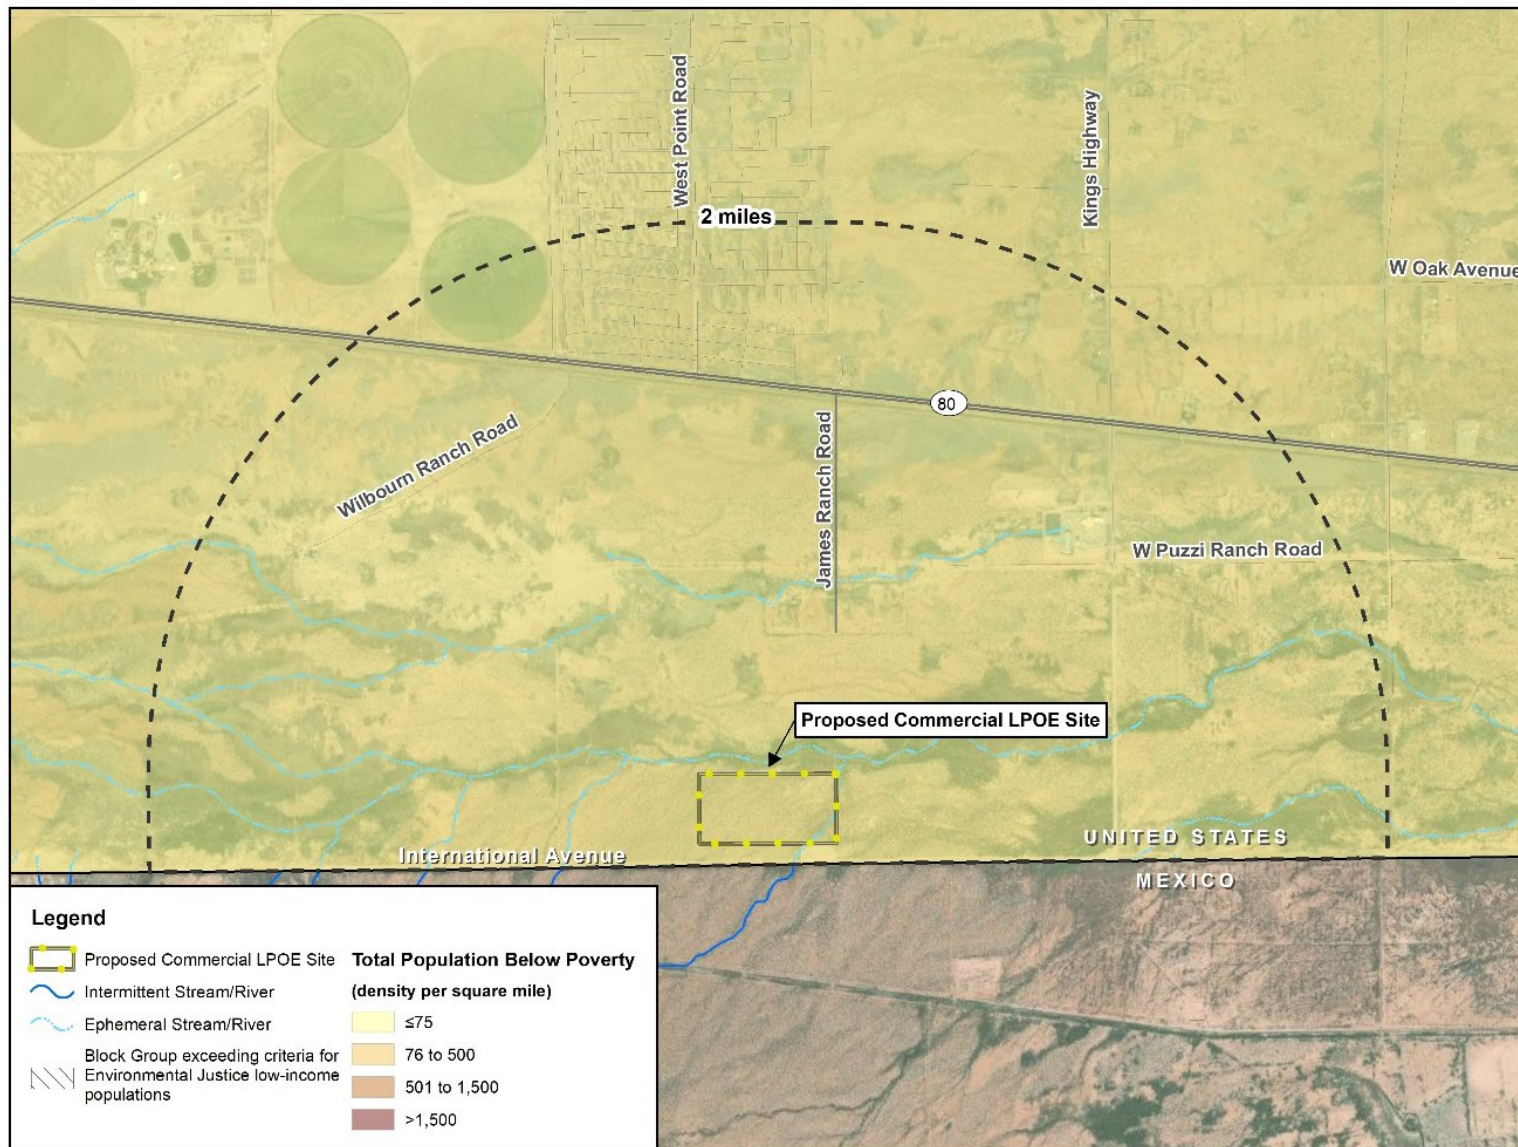 West Point Road
Kings Highway
2 miles
W Oak Avenue
80
Wilbourn Ranch Road
James Ranch Road
W Puzzi Ranch Road
Proposed Commercial LPOE Site
UNITED STATES
International Avenue
MEXICO
Legend
Proposed Commercial LPOE Site
Intermittent Stream/River
Ephemeral Stream/River
Block Group exceeding criteria for
Environmental Justice low-income
populations
Total Population Below Poverty
(density per square mile)
≤75
76 to 500
501 to 1,500
>1,500